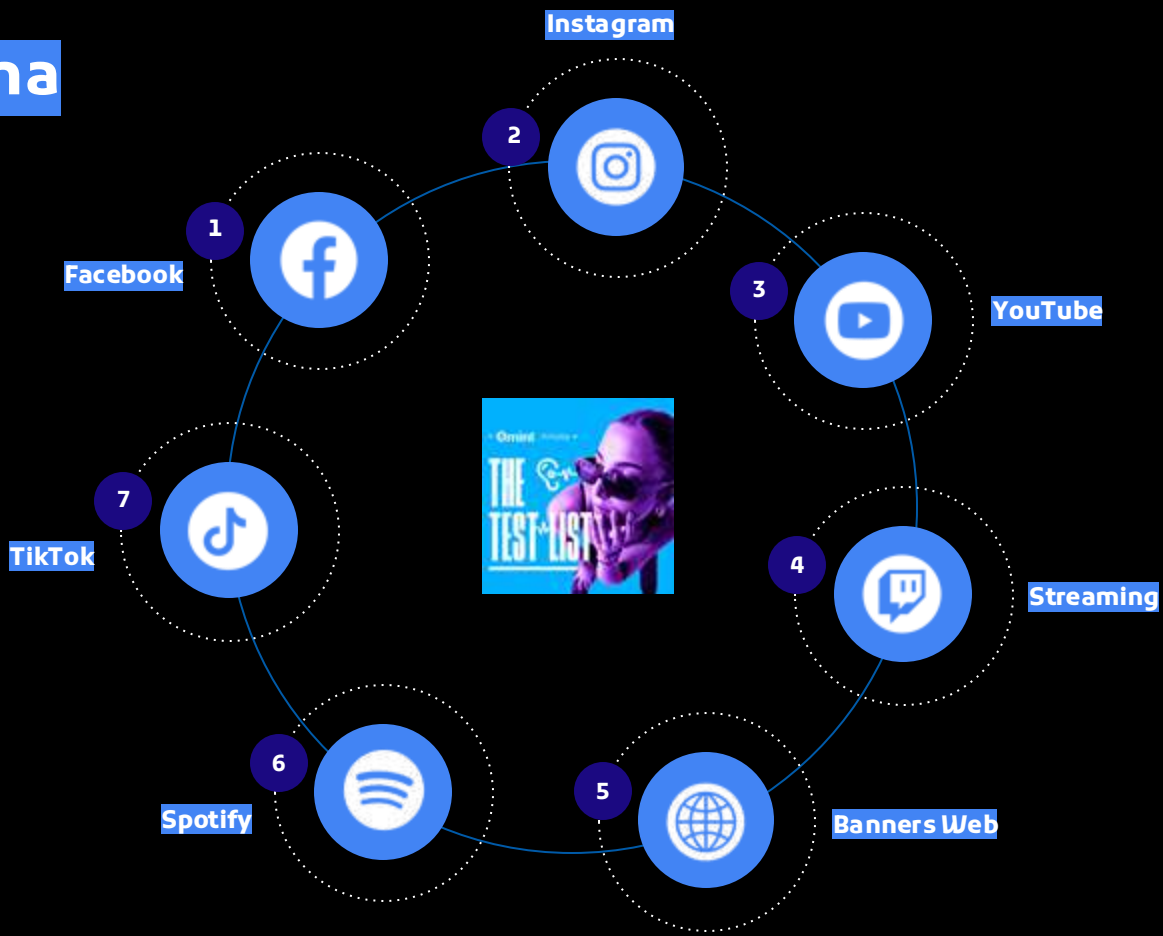 na
Instagram
2
1
Facebook
3
YouTube
Omint
THE
TEST LIST
7
TikTok
4
Streaming
6
Spotify
5
Banners Web